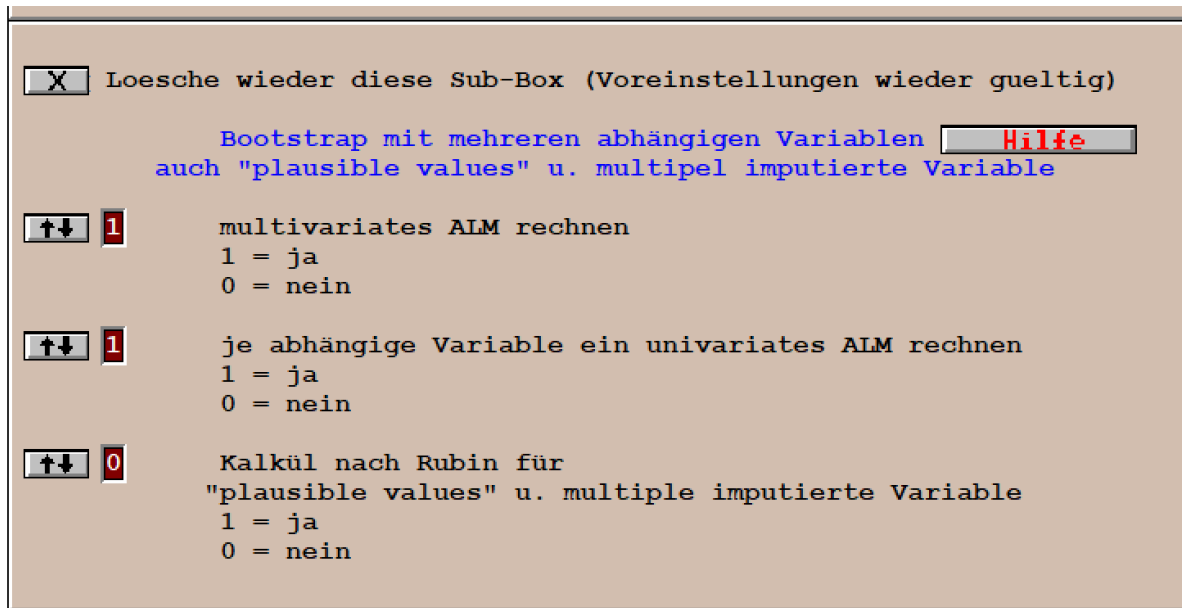 X Loesche wieder diese Sub-Box (Voreinstellungen wieder gueltig)
Bootstrap mit mehreren abhängigen Variablen Hilfe
auch "plausible values" u. multipel imputierte Variable
1 multivariates ALM rechnen
1 = ja
0 = nein
1 je abhängige Variable ein univariates ALM rechnen
1 = ja
0 = nein
0 Kalkül nach Rubin für
"plausible values" u. multiple imputierte Variable
1 = ja
0 = nein